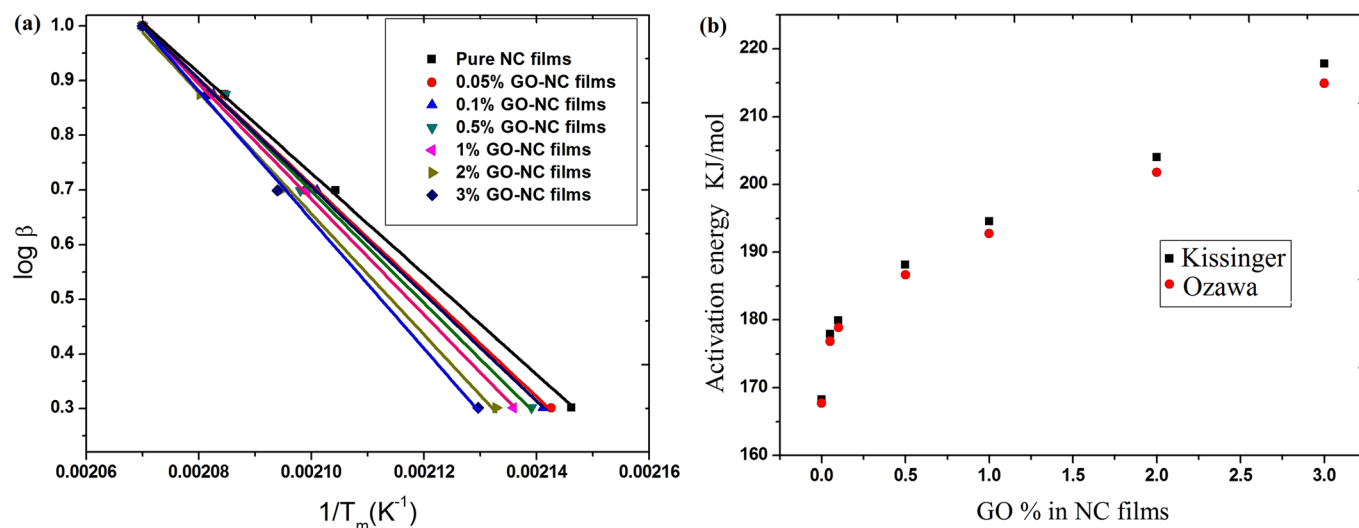 (a)
1.0
0.9
0.8
0.7
0.6
0.5
0.4
0.3
log β
Pure NC films
0.05% GO-NC films
0.1% GO-NC films
0.5% GO-NC films
1% GO-NC films
2% GO-NC films
3% GO-NC films
0.00206 0.00208 0.00210 0.00212 0.00214 0.00216
1/Tm(K⁻¹)
(b)
220
210
200
190
180
170
160
Activation energy KJ/mol
Kissinger
Ozawa
0.0 0.5 1.0 1.5 2.0 2.5 3.0
GO % in NC films